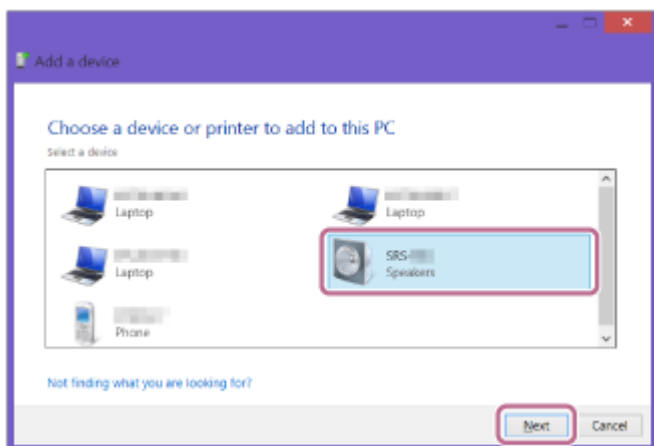 Add a device
Choose a device or printer to add to this PC
Select a device
Laptop
Laptop
Laptop
SRS-
Speakers
Phone
Not finding what you are looking for?
Next
Cancel